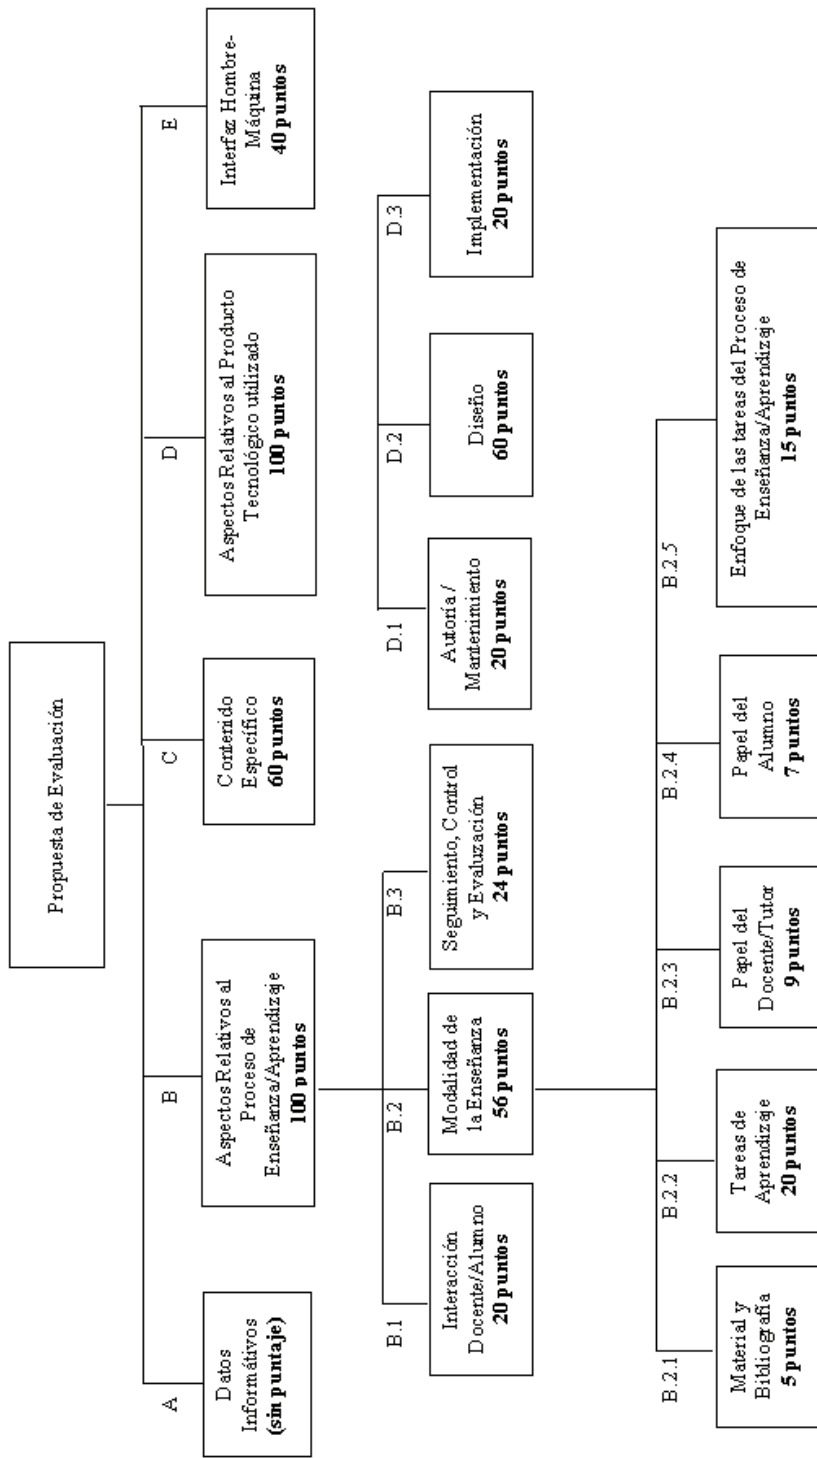 Propuesta de Evaluación
A
B
C
D
E
Datos
Informátivos
(sin puntaje)
Aspectos Relativos al
Proceso de
Enseñanza/Aprendizaje
100 puntos
Contenido
Específico
60 puntos
Aspectos Relativos al Producto
Tecnológico utilizado
100 puntos
Interfaz Hombre-
Máquina
40 puntos
B.1
B.2
B.3
D.1
D.2
D.3
Interacción
Docente/Alumno
20 puntos
Modalidad de
la Enseñanza
56 puntos
Seguimiento, Control
y Evaluzación
24 puntos
Autoría /
Mantenimiento
20 puntos
Diseño
60 puntos
Implementación
20 puntos
B.2.1
B.2.2
B.2.3
B.2.4
B.2.5
Material y
Bibliografía
5 puntos
Tareas de
Aprendizaje
20 puntos
Papel del
Docente/Tutor
9 puntos
Papel del
Alumno
7 puntos
Enfoque de las tareas del Proceso de
Enseñanza/Aprendizaje
15 puntos